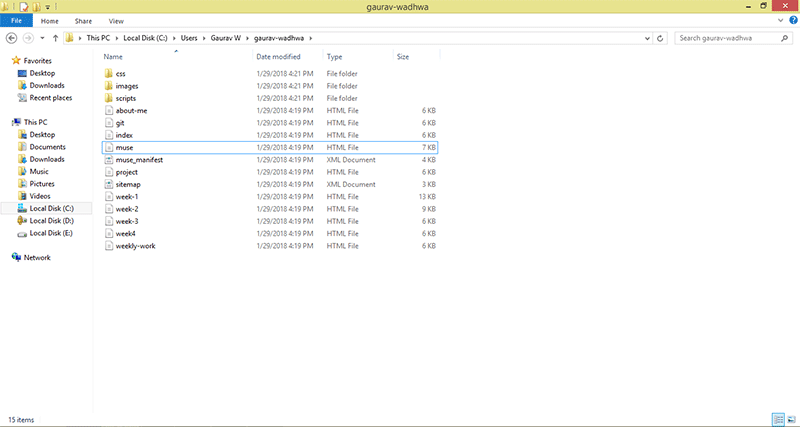 gaurav-wadhwa
File Home Share View
This PC Local Disk (C:) Users Gaurav W gaurav-wadhwa Search gaurav-wadhwa
Favorites
Desktop
Downloads
Recent places
This PC
Desktop
Documents
Downloads
Music
Pictures
Videos
Local Disk (C:)
Local Disk (D:)
Local Disk (E:)
Network
Name Date modified Type Size
css 1/29/2018 4:21 PM File folder
images 1/29/2018 4:21 PM File folder
scripts 1/29/2018 4:21 PM File folder
about-me 1/29/2018 4:19 PM HTML File 6 KB
git 1/29/2018 4:19 PM HTML File 6 KB
index 1/29/2018 4:19 PM HTML File 6 KB
muse 1/29/2018 4:19 PM HTML File 7 KB
muse_manifest 1/29/2018 4:19 PM XML Document 4 KB
project 1/29/2018 4:19 PM HTML File 6 KB
sitemap 1/29/2018 4:19 PM XML Document 3 KB
week-1 1/29/2018 4:19 PM HTML File 13 KB
week-2 1/29/2018 4:19 PM HTML File 9 KB
week-3 1/29/2018 4:19 PM HTML File 6 KB
week4 1/29/2018 4:19 PM HTML File 6 KB
weekly-work 1/29/2018 4:19 PM HTML File 6 KB
15 items